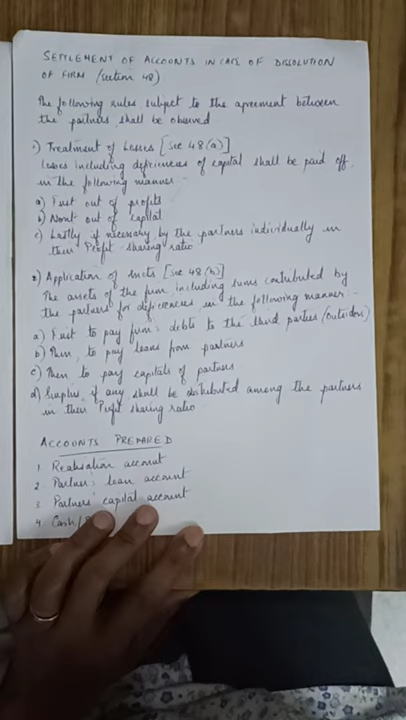 SETTLEMENT OF ACCOUNTS IN CASE OF DISSOLUTION
OF FIRM (Section 48)
The following rules subject to the agreement between
the partners, shall be observed
1) Treatment of Losses [Sec 48(a)]
Losses including deficiencies of capital shall be paid off
in the following manner
a) First out of profits
b) Next out of capital
c) Lastly if necessary by the partners individually in
their Profit sharing ratio
2) Application of Assets [Sec 48(b)]
The assets of the firm including sums contributed by
the partners for deficiencies in the following manner -
a) First to pay firm's debts to the third parties (outsiders)
b) Then, to pay loans from partners
c) Then to pay capitals of partners
d) Surplus if any shall be distributed among the partners
in their Profit sharing ratio
ACCOUNTS PREPARED
1. Realisation account
2. Partners loan account
3. Partners' capital account
4. Cash/